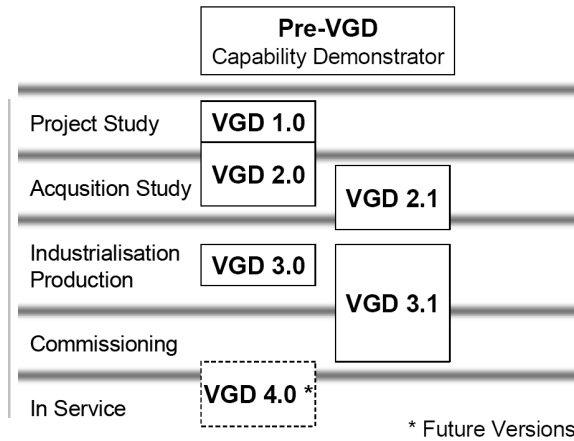 Pre-VGD
Capability Demonstrator
Project Study
VGD 1.0
VGD 2.0
Acqusition Study
VGD 2.1
Industrialisation
Production
VGD 3.0
VGD 3.1
Commissioning
VGD 4.0 *
In Service
* Future Versions